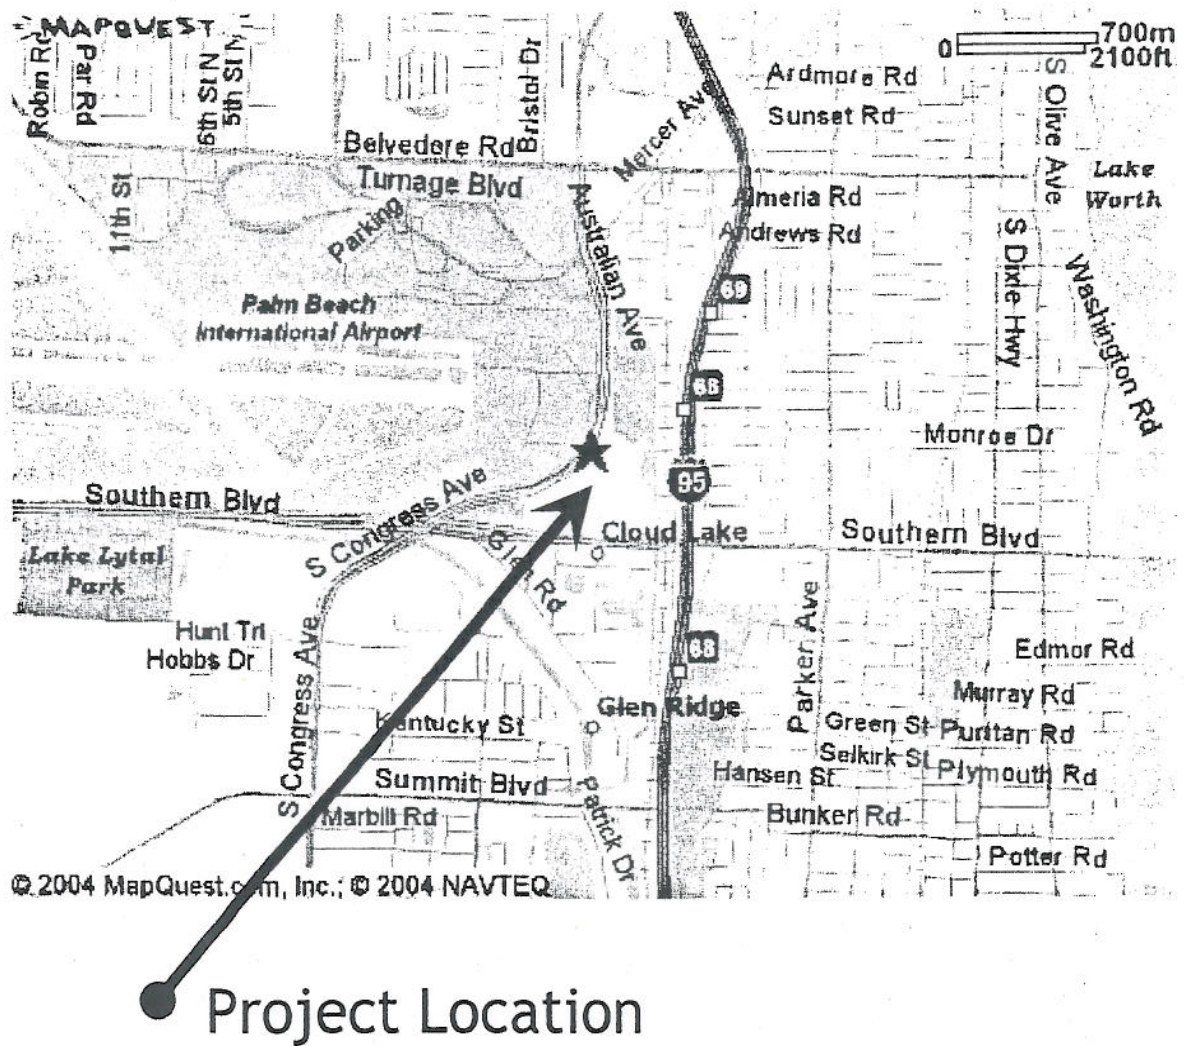 MAPQUEST
700m
0
2100ft
Robin Rd
Par Rd
6th St N
5th St N
Bristol Dr
Mercer Ave
Ardmore Rd
Sunset Rd
S Olive Ave
Belvedere Rd
Turnage Blvd
Lake
Worth
11th St
Parking
Australian Ave
Almeria Rd
Andrews Rd
S Dixie Hwy
Washington Rd
Palm Beach
International Airport
69
68
Monroe Dr
95
Southern Blvd
S Congress Ave
Cloud Lake
Southern Blvd
Lake Lytal
Park
Glen Rd
Hunt Trl
Hobbs Dr
S Congress Ave
68
Parker Ave
Edmor Rd
Murray Rd
Glen Ridge
Kentucky St
Green St
Puritan Rd
Selkirk St
Plymouth Rd
Hansen St
Summit Blvd
Marbill Rd
Patrick Dr
Bunker Rd
Potter Rd
© 2004 MapQuest.com, Inc.; © 2004 NAVTEQ
Project Location